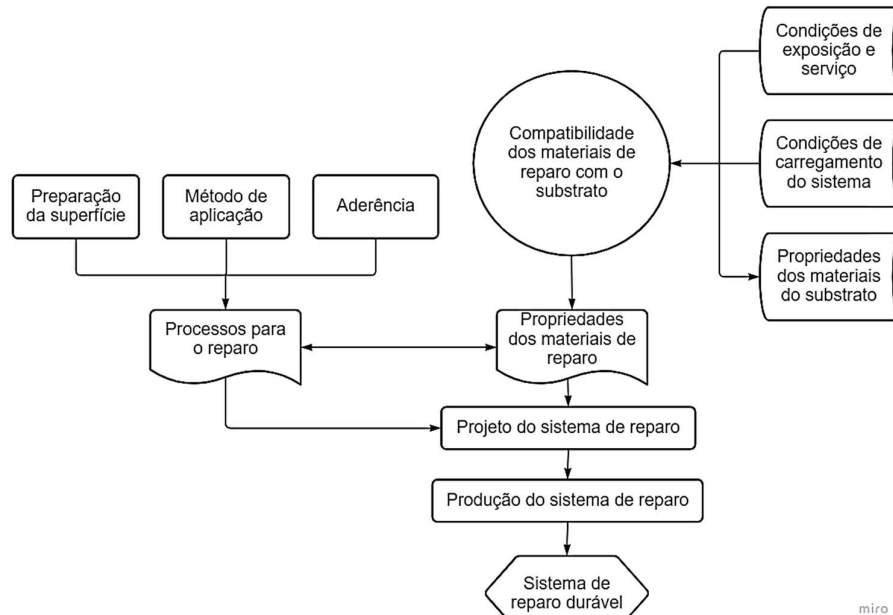 Condições de
exposição e
serviço
Compatibilidade
dos materiais de
reparo com o
substrato
Condições de
carregamento
do sistema
Preparação
da superfície
Método de
aplicação
Aderência
Propriedades
dos materiais
do substrato
Processos para
o reparo
Propriedades
dos materiais de
reparo
Projeto do sistema de reparo
Produção do sistema de reparo
Sistema de
reparo durável
miro